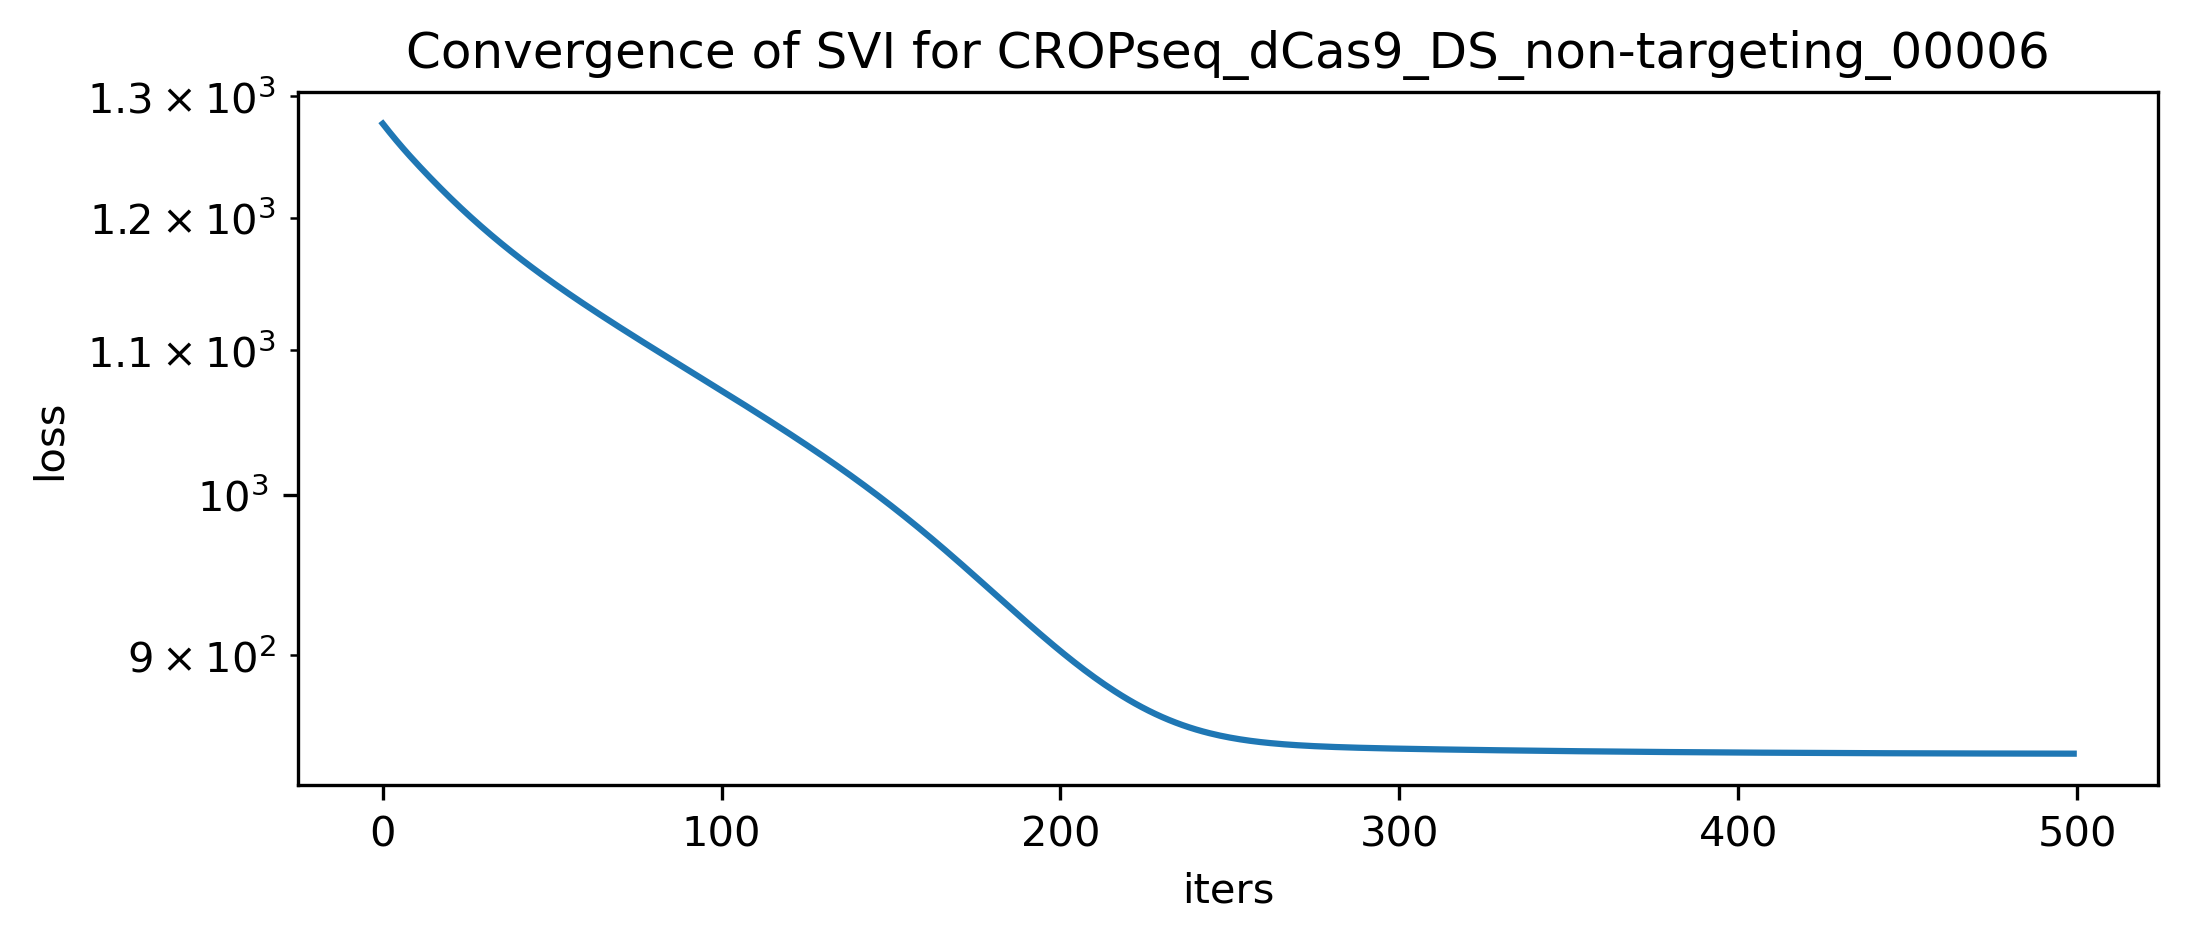 Convergence of SVI for CROPseq_dCas9_DS_non-targeting_00006
1.3 × 10³
1.2 × 10³
1.1 × 10³
10³
9 × 10²
loss
0 100 200 300 400 500
iters